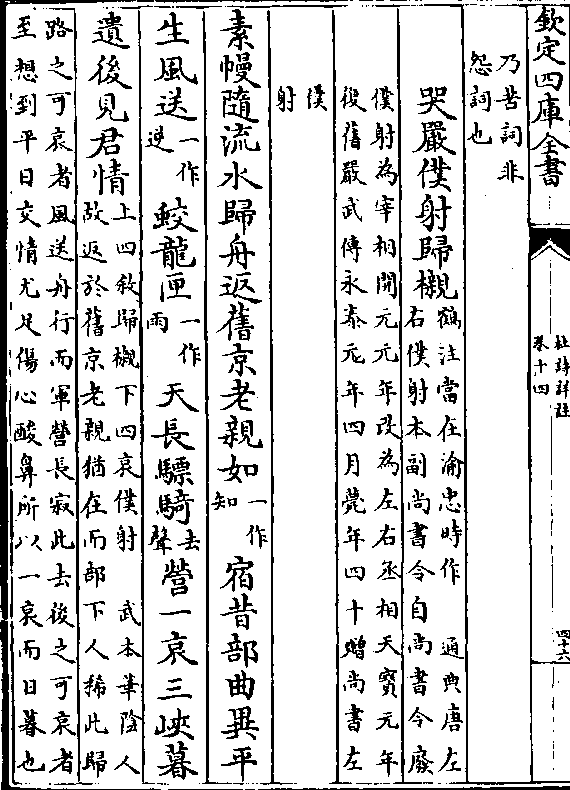 欽定四庫全書
杜詩詳註
卷十四
四十六
乃苦詞非
怨詞也
哭嚴僕射歸櫬
鶴注當在渝忠時作　通典唐左
右僕射本副尚書令自尚書令廢
僕射為宰相開元元年改為左右丞相天寶元年
復舊嚴武傳永泰元年四月薨年四十贈尚書左
僕
射
素幔隨流水歸舟返舊京老親如
一作
知
宿昔部曲異平
生風送
一作
逆
蛟龍匣
一作
雨
天長驃騎
去
聲
營一哀三峽暮
遺後見君情
上四敘歸櫬下四哀僕射　武本華陰人
故返於舊京老親猶在而部下人稀此歸
路之可哀者風送舟行而軍營長寂此去後之可哀者
至想到平日交情尤足傷心酸鼻所以一哀而日暮也